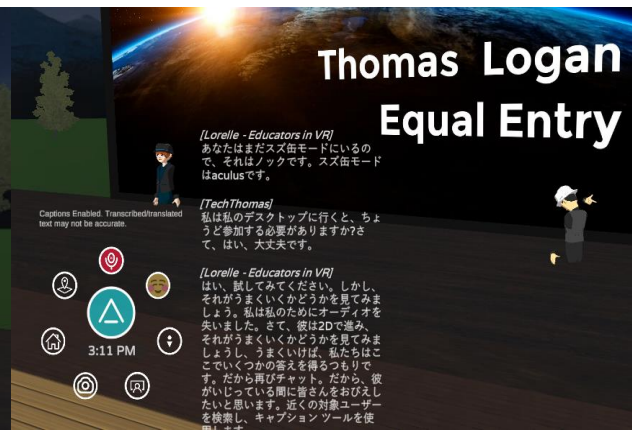 Thomas Logan
Equal Entry
[Lorelle - Educators in VR]
あなたはまだスズ缶モードにいるの
で、それはノックです。スズ缶モード
はaculusです。
[TechThomas]
私は私のデスクトップに行くと、ちょ
うど参加する必要がありますか?さ
て、はい、大丈夫です。
[Lorelle - Educators in VR]
はい、試してみてください。しかし、
それがうまくいくかどうかを見てみま
しょう。私は私のためにオーディオを
失いました。さて、彼は2Dで進み、
それがうまくいくかどうかを見てみま
しょうし、うまくいけば、私たちはこ
こでいくつかの答えを得るつもりで
す。だから再びチャット。だから、彼
がいじっている間に皆さんをおびえし
たいと思います。近くの対象ユーザー
を検索し、キャプション ツールを使
用します
Captions Enabled. Transcribed/translated
text may not be accurate.
3:11 PM